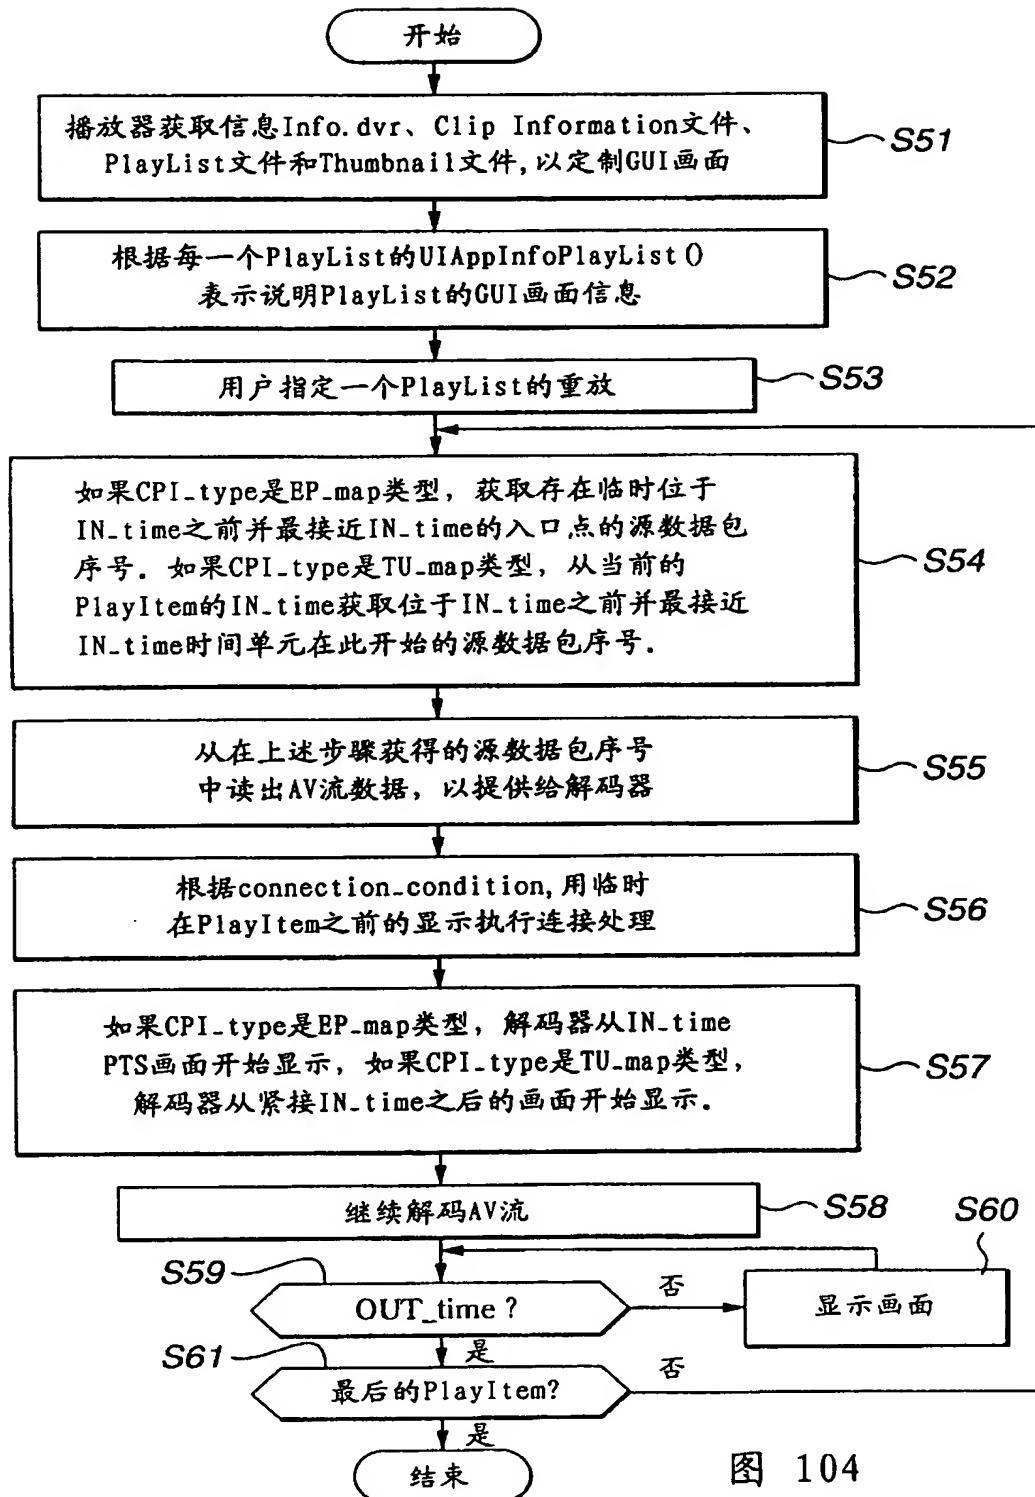 开始
播放器获取信息Info.dvr、Clip Information文件、
PlayList文件和Thumbnail文件,以定制GUI画面
S51
根据每一个PlayList的UIAppInfoPlayList()
表示说明PlayList的GUI画面信息
S52
用户指定一个PlayList的重放
S53
如果CPI_type是EP_map类型，获取存在临时位于
IN_time之前并最接近IN_time的入口点的源数据包
序号．如果CPI_type是TU_map类型，从当前的
PlayItem的IN_time获取位于IN_time之前并最接近
IN_time时间单元在此开始的源数据包序号．
S54
从在上述步骤获得的源数据包序号
中读出AV流数据，以提供给解码器
S55
根据connection_condition,用临时
在PlayItem之前的显示执行连接处理
S56
如果CPI_type是EP_map类型，解码器从IN_time
PTS画面开始显示，如果CPI_type是TU_map类型，
解码器从紧接IN_time之后的画面开始显示。
S57
继续解码AV流
S58
S60
S59
OUT_time？
否
显示画面
是
S61
最后的PlayItem?
否
是
结束
图 104